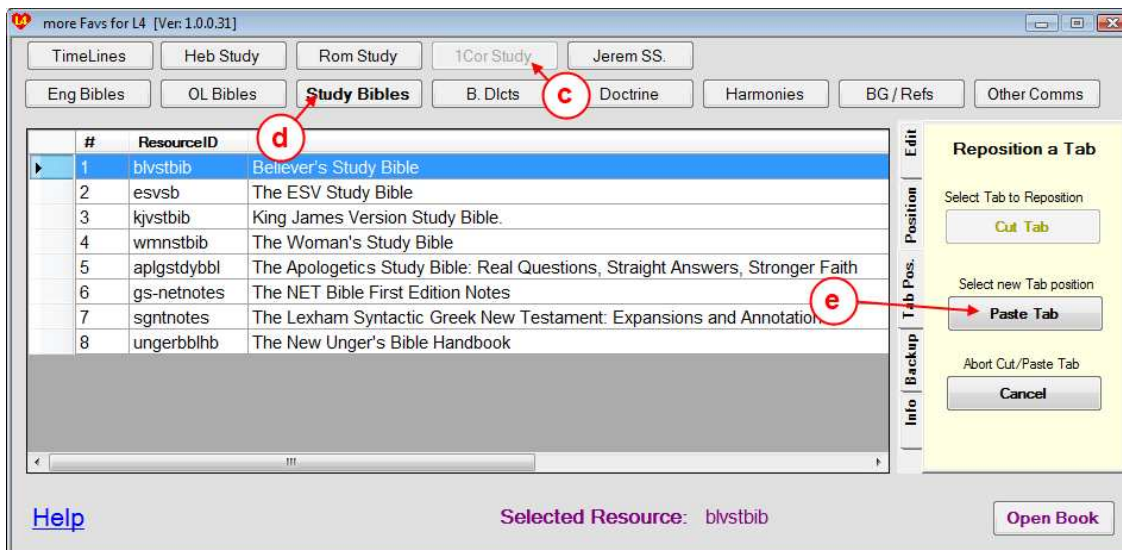 more Favs for L4 [Ver: 1.0.0.31]
TimeLines Heb Study Rom Study 1Cor Study Jerem SS.
Eng Bibles OL Bibles Study Bibles B. DIcts c Doctrine Harmonies BG / Refs Other Comms
d
# ResourceID
1 blvstbib Believer's Study Bible
2 esvsb The ESV Study Bible
3 kjvstbib King James Version Study Bible.
4 wmnstbib The Woman's Study Bible
5 aplgstdybbl The Apologetics Study Bible: Real Questions, Straight Answers, Stronger Faith
6 gs-netnotes The NET Bible First Edition Notes
7 sgntnotes The Lexham Syntactic Greek New Testament: Expansions and Annotation
8 ungerbblhb The New Unger's Bible Handbook
e
Edit
Position
Tab Pos.
Backup
Info
Reposition a Tab
Select Tab to Reposition
Cut Tab
Select new Tab position
Paste Tab
Abort Cut/Paste Tab
Cancel
Help Selected Resource: blvstbib Open Book